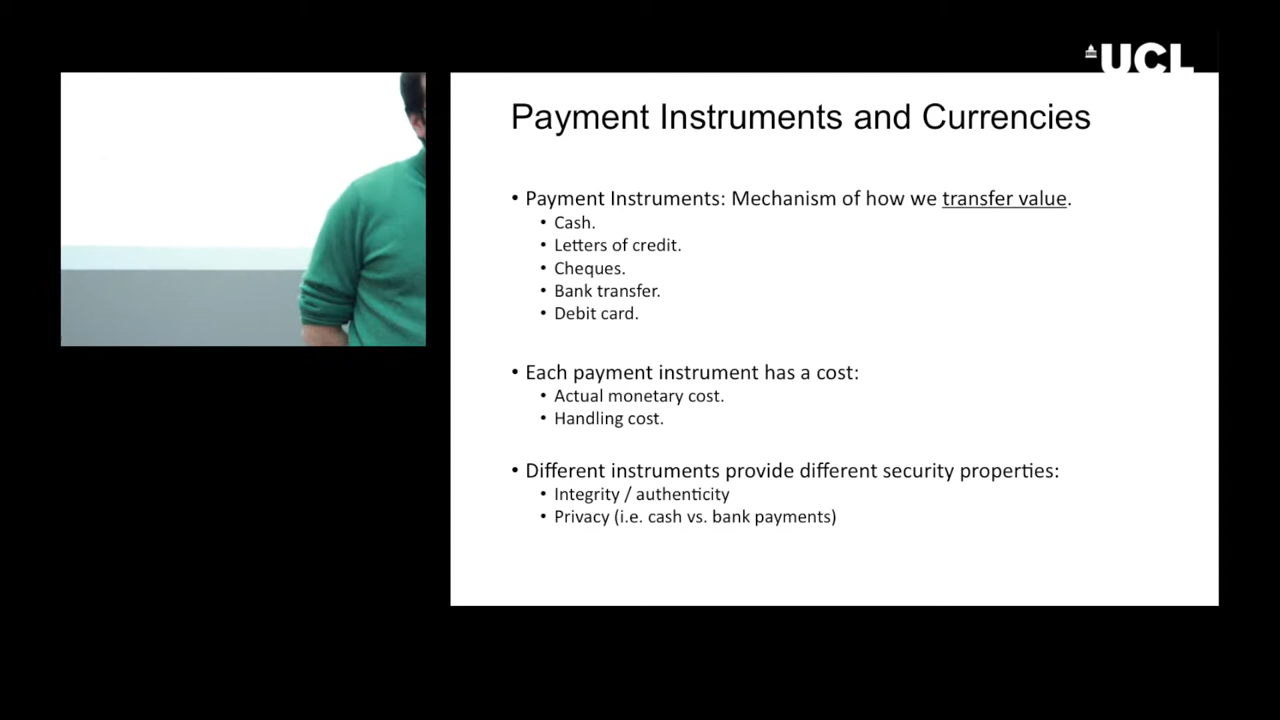 UCL
Payment Instruments and Currencies
• Payment Instruments: Mechanism of how we transfer value.
• Cash.
• Letters of credit.
• Cheques.
• Bank transfer.
• Debit card.
• Each payment instrument has a cost:
• Actual monetary cost.
• Handling cost.
• Different instruments provide different security properties:
• Integrity / authenticity
• Privacy (i.e. cash vs. bank payments)